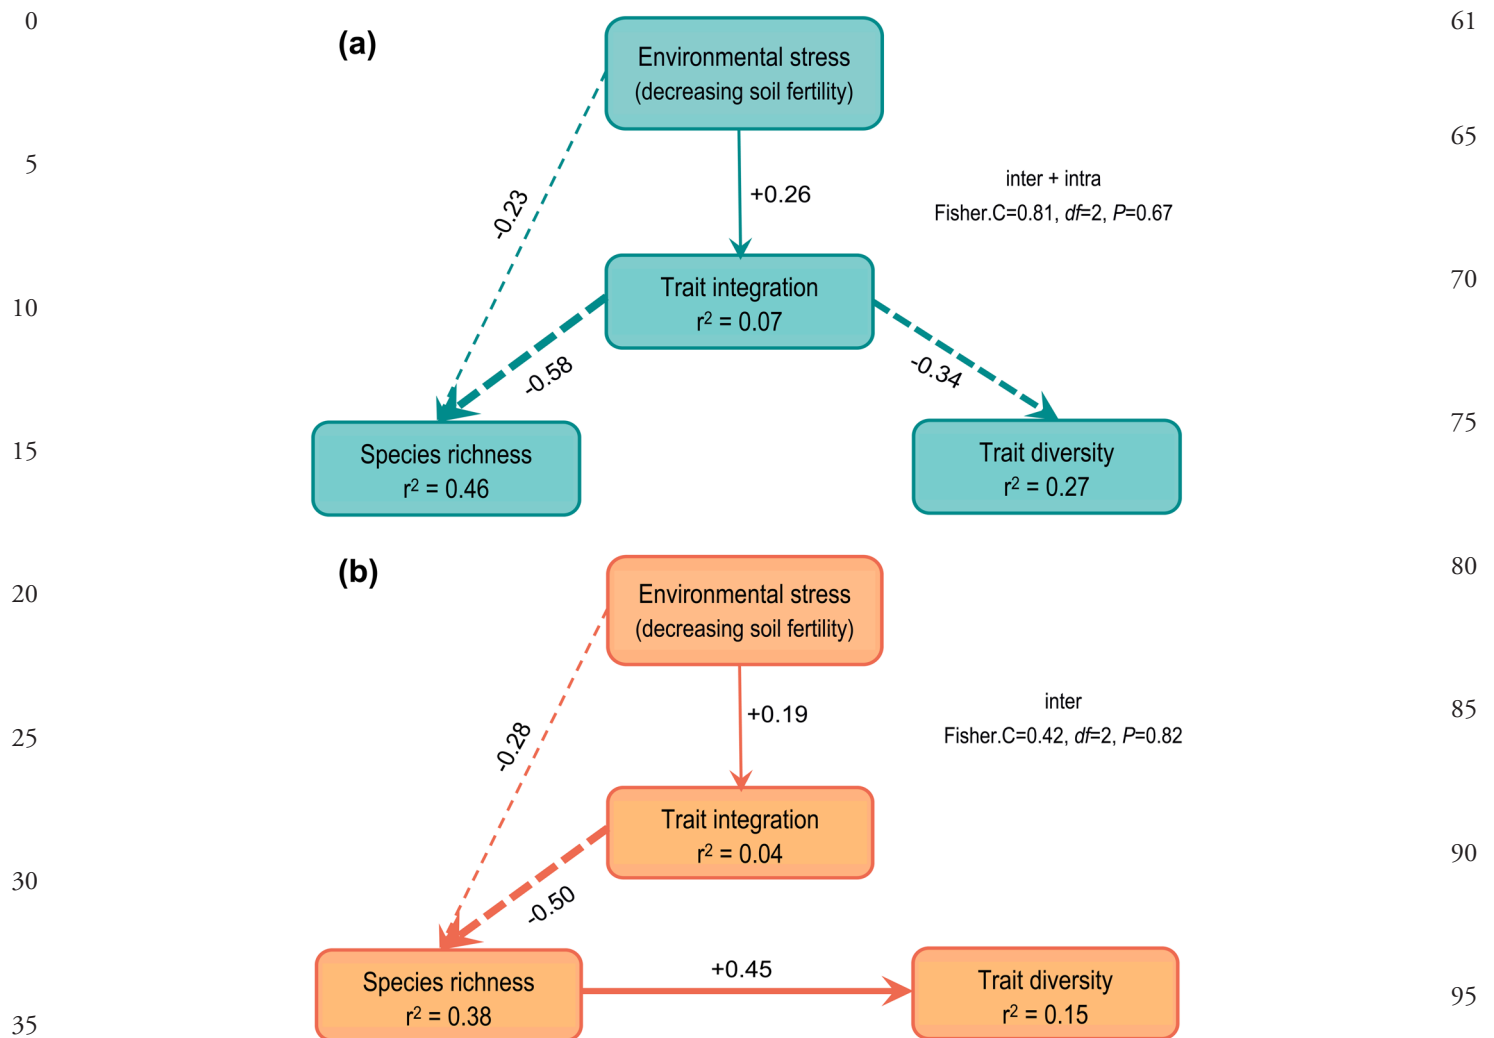 0
61
(a)
Environmental stress
(decreasing soil fertility)
65
5
inter + intra
-0.23
+0.26
Fisher.C=0.81, df=2, P=0.67
70
10
Trait integration
r² = 0.07
-0.58
-0.34
75
15
Species richness
r² = 0.46
Trait diversity
r² = 0.27
(b)
80
20
Environmental stress
(decreasing soil fertility)
inter
85
25
-0.28
+0.19
Fisher.C=0.42, df=2, P=0.82
Trait integration
r² = 0.04
90
30
-0.50
+0.45
Species richness
r² = 0.38
Trait diversity
r² = 0.15
95
35